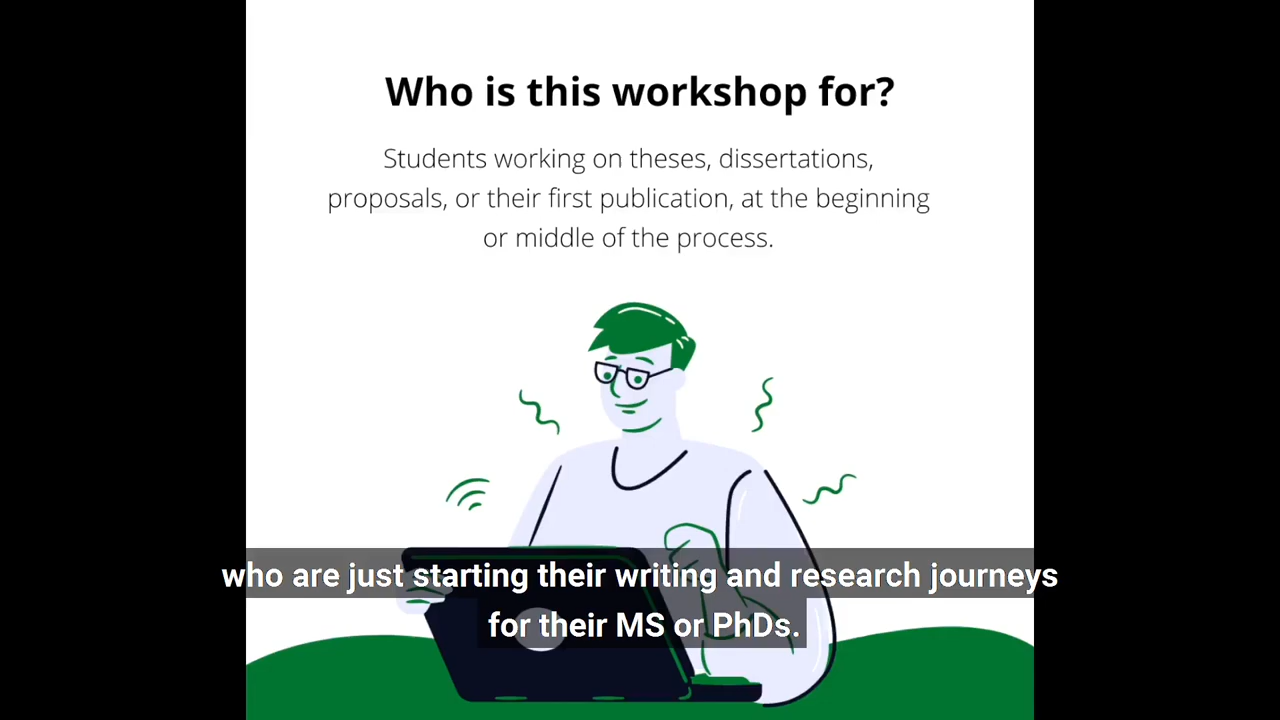 Who is this workshop for?
Students working on theses, dissertations,
proposals, or their first publication, at the beginning
or middle of the process.
who are just starting their writing and research journeys
for their MS or PhDs.